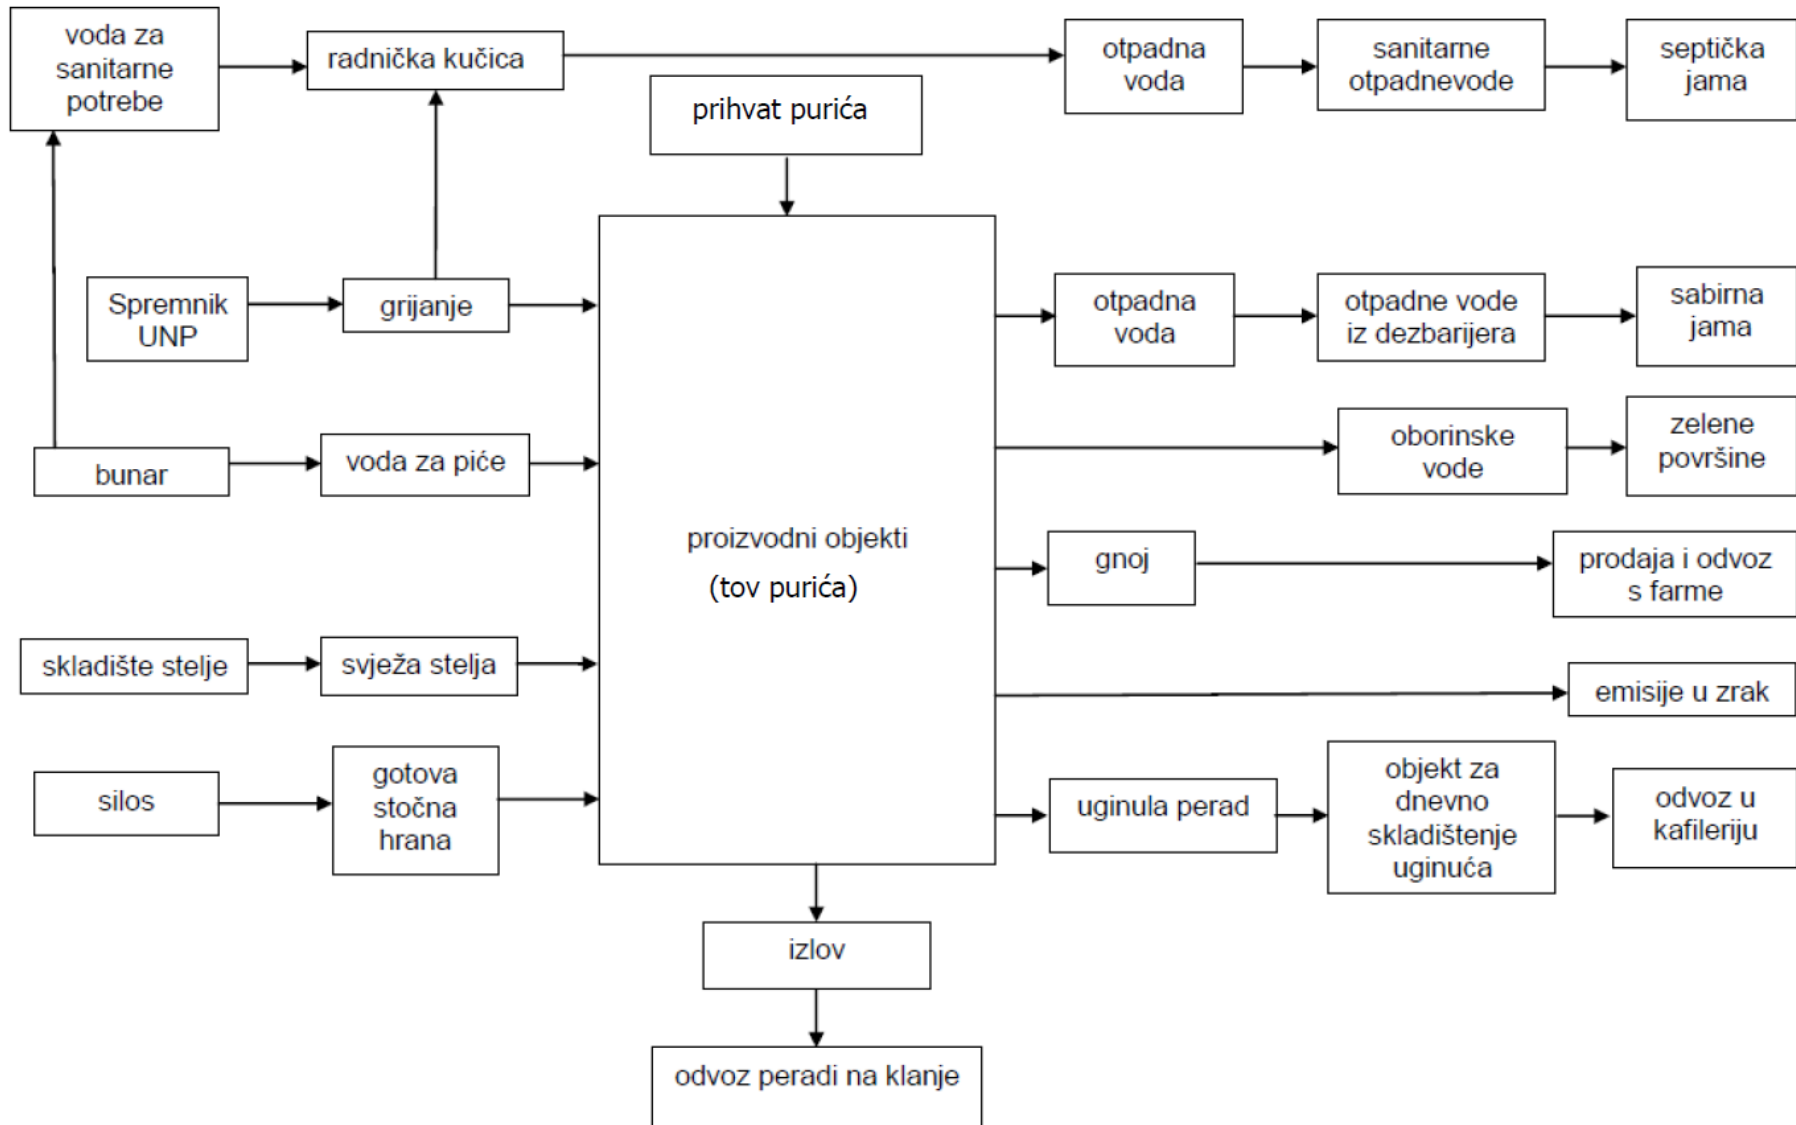 voda za
sanitarne
potrebe
radnička kučica
otpadna
voda
sanitarne
otpadnevode
septička
jama
prihvat purića
Spremnik
UNP
grijanje
otpadna
voda
otpadne vode
iz dezbarijera
sabirna
jama
bunar
voda za piće
oborinske
vode
zelene
površine
proizvodni objekti
(tov purića)
gnoj
prodaja i odvoz
s farme
skladište stelje
svježa stelja
emisije u zrak
silos
gotova
stočna
hrana
uginula perad
objekt za
dnevno
skladištenje
uginuća
odvoz u
kafileriju
izlov
odvoz peradi na klanje